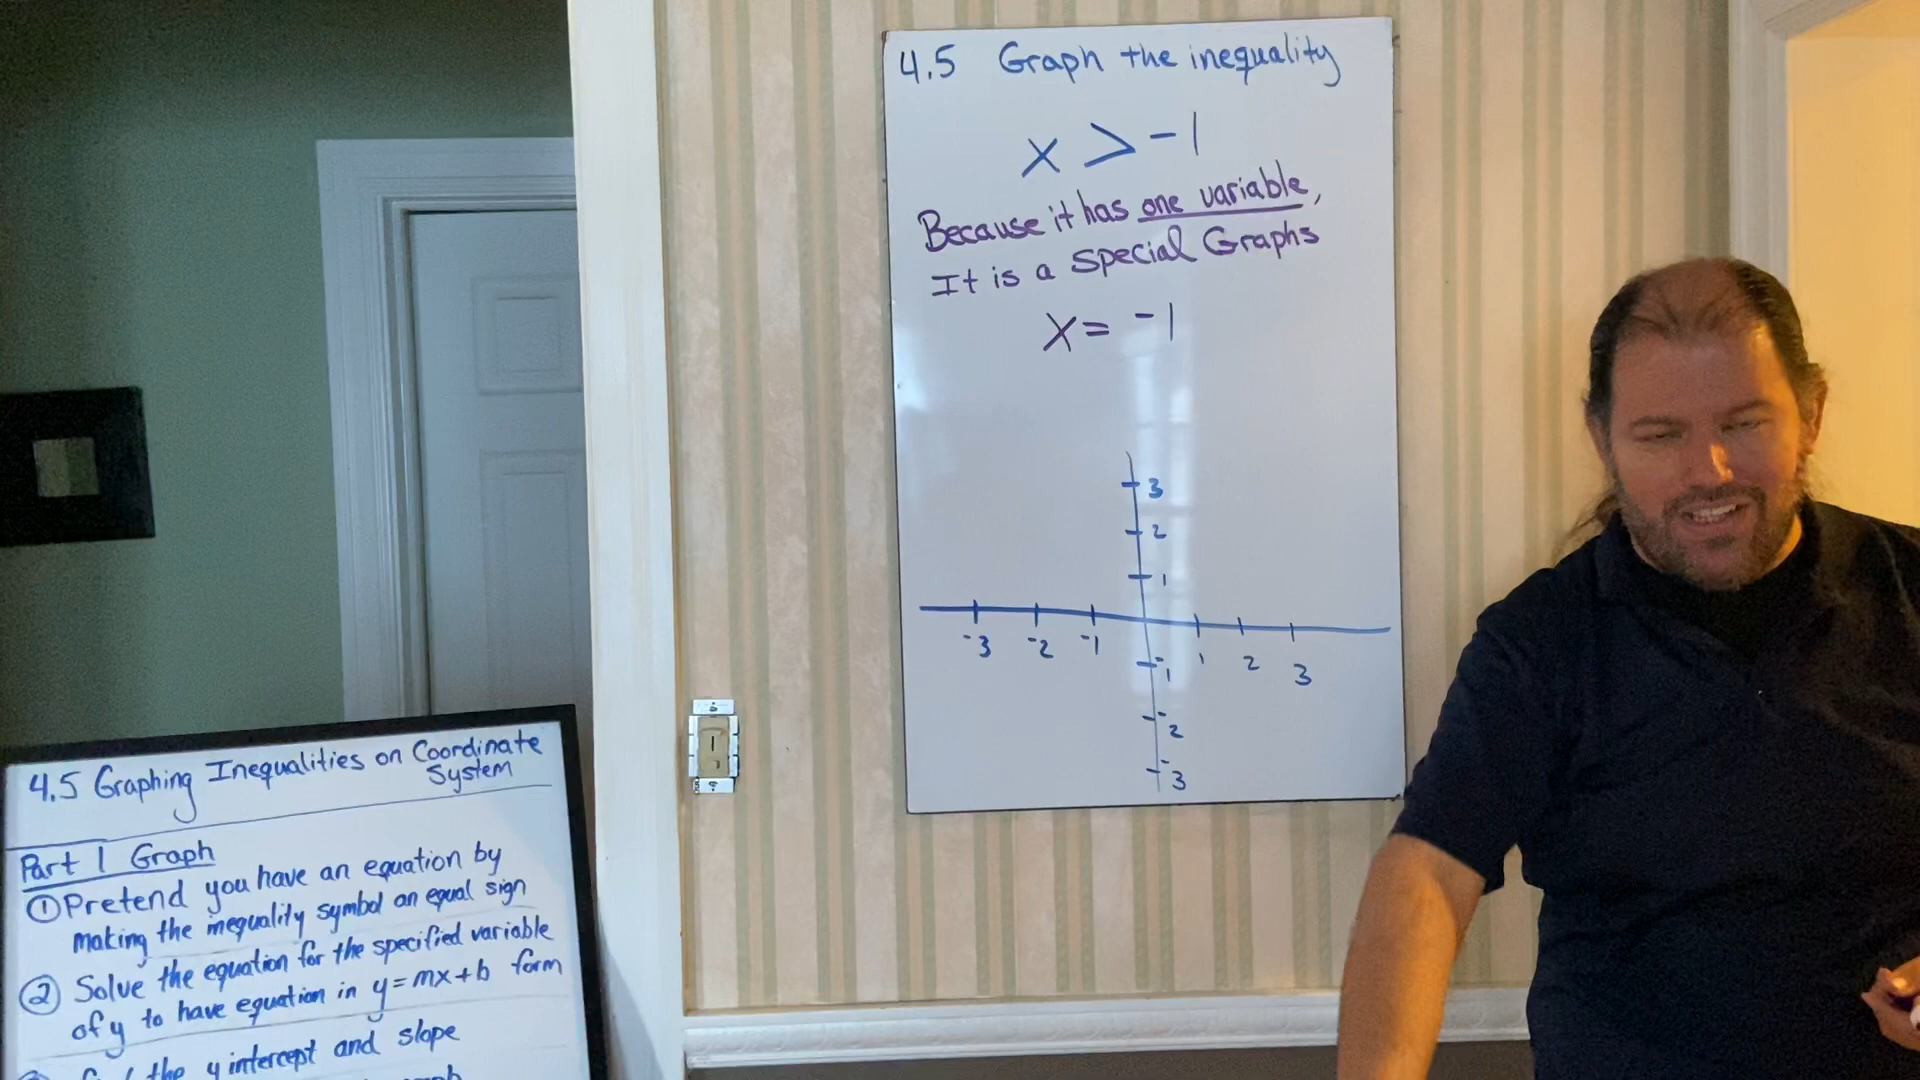 4.5 Graph the inequality
x > -1
Because it has one variable,
It is a special Graphs
x = -1
3
2
1
-3 -2 -1 1 2 3
-1
-2
-3
4.5 Graphing Inequalities on Coordinate
System
Part 1 Graph
① Pretend you have an equation by
making the inequality symbol an equal sign
② Solve the equation for the specified variable
of y to have equation in y=mx+b form
the y intercept and slope